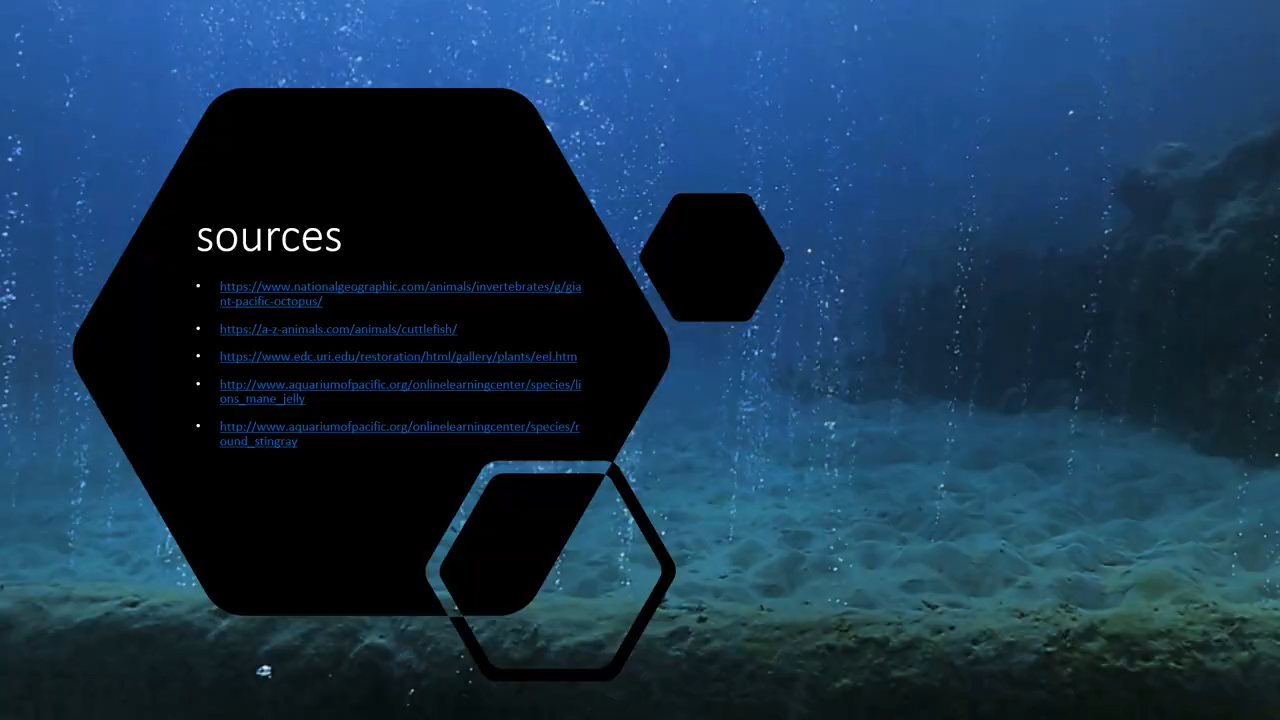 sources
• https://www.nationalgeographic.com/animals/invertebrates/g/gia
nt-pacific-octopus/
• https://a-z-animals.com/animals/cuttlefish/
• https://www.edc.uri.edu/restoration/html/gallery/plants/eel.htm
• http://www.aquariumofpacific.org/onlinelearningcenter/species/li
ons_mane_jelly
• http://www.aquariumofpacific.org/onlinelearningcenter/species/r
ound_stingray